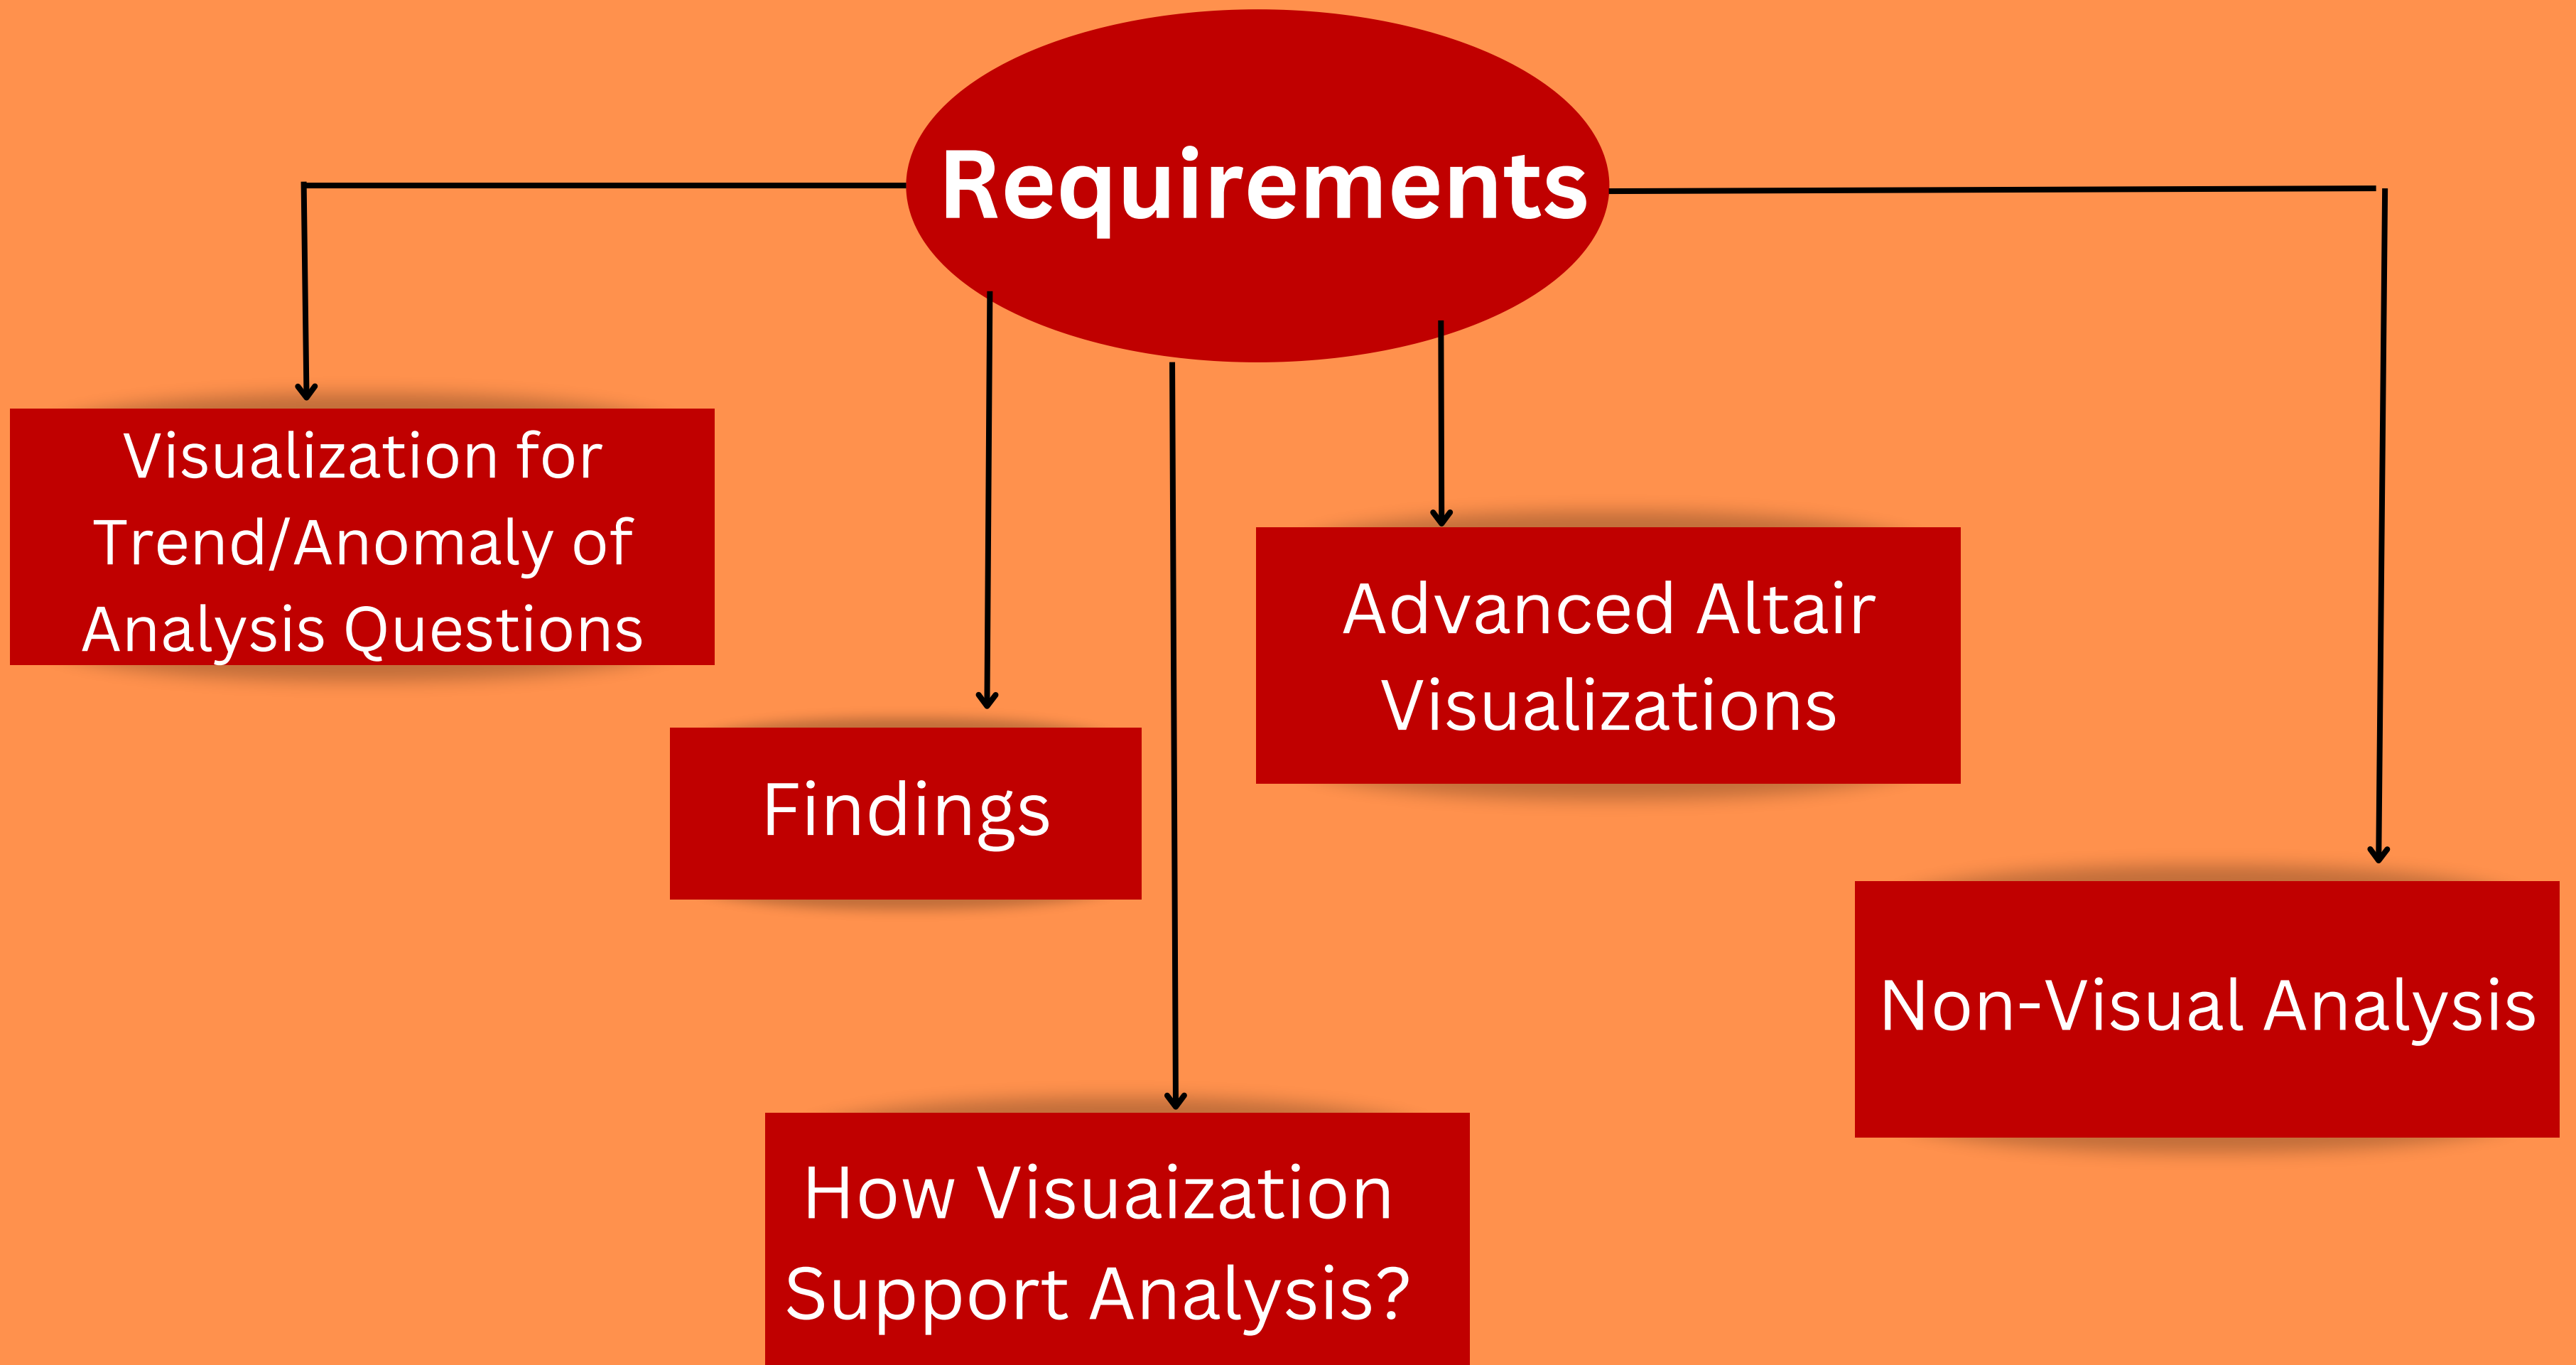 Requirements
Visualization for
Trend/Anomaly of
Analysis Questions
Findings
How Visuaization
Support Analysis?
Advanced Altair
Visualizations
Non-Visual Analysis